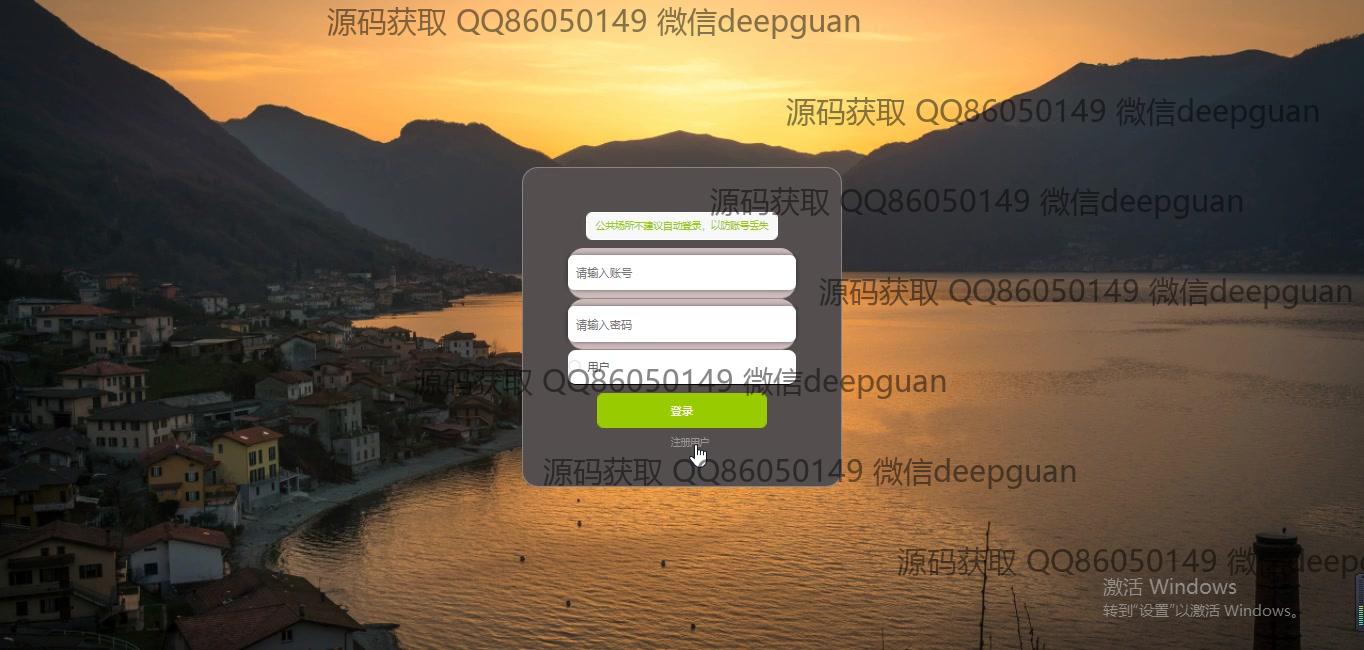 源码获取 QQ86050149 微信deepguan
源码获取 QQ86050149 微信deepguan
源码获取 QQ86050149 微信deepguan
公共场所不建议自动登录，以防账号丢失
请输入账号
源码获取 QQ86050149 微信deepguan
请输入密码
用户
源码获取 QQ86050149 微信deepguan
登录
注册用户
源码获取 QQ86050149 微信deepguan
源码获取 QQ86050149 微信deepgu
激活 Windows
转到“设置”以激活 Windows。